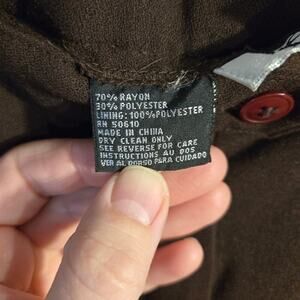 70% RAYON
30% POLYESTER
LINING: 100% POLYESTER
RN 50610
MADE IN CHINA
DRY CLEAN ONLY
SEE REVERSE FOR CARE
INSTRUCTIONS AU DOS
VER AL DORSO PARA CUIDADO